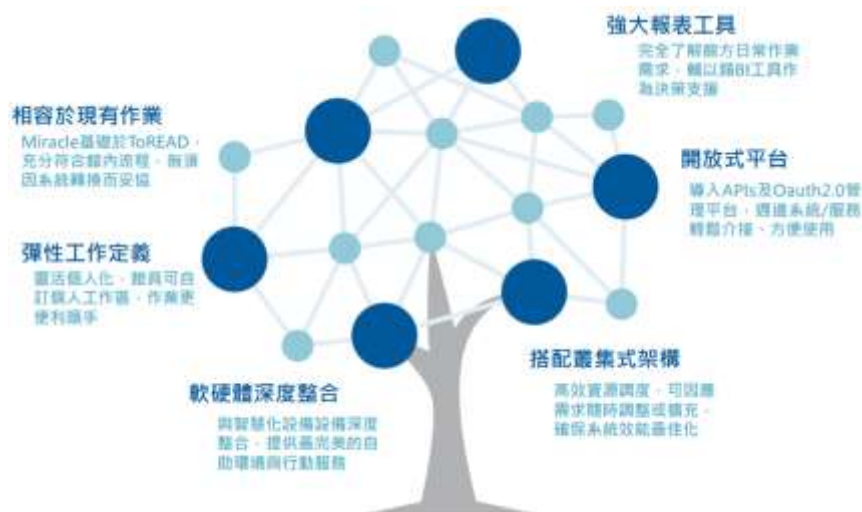 強大報表工具
完全了解館方日常作業
需求，輔以錨BI工具作
為決策支援
相容於現有作業
Miracle基礎於ToREAD，
充分符合館內流程，無須
因系統轉換而妥協
開放式平台
導入APIs及Oauth2.0管
理平台，週邊系統/服務
輕鬆介接、方便使用
彈性工作定義
靈活個人化，館員可自
訂個人工作區，作業更
便利順手
搭配叢集式架構
高效資源調度，可因應
需求隨時調整或擴充，
確保系統效能最佳化
軟硬體深度整合
與智慧化設備設備深度
整合，提供最完美的自
助環境與行動服務